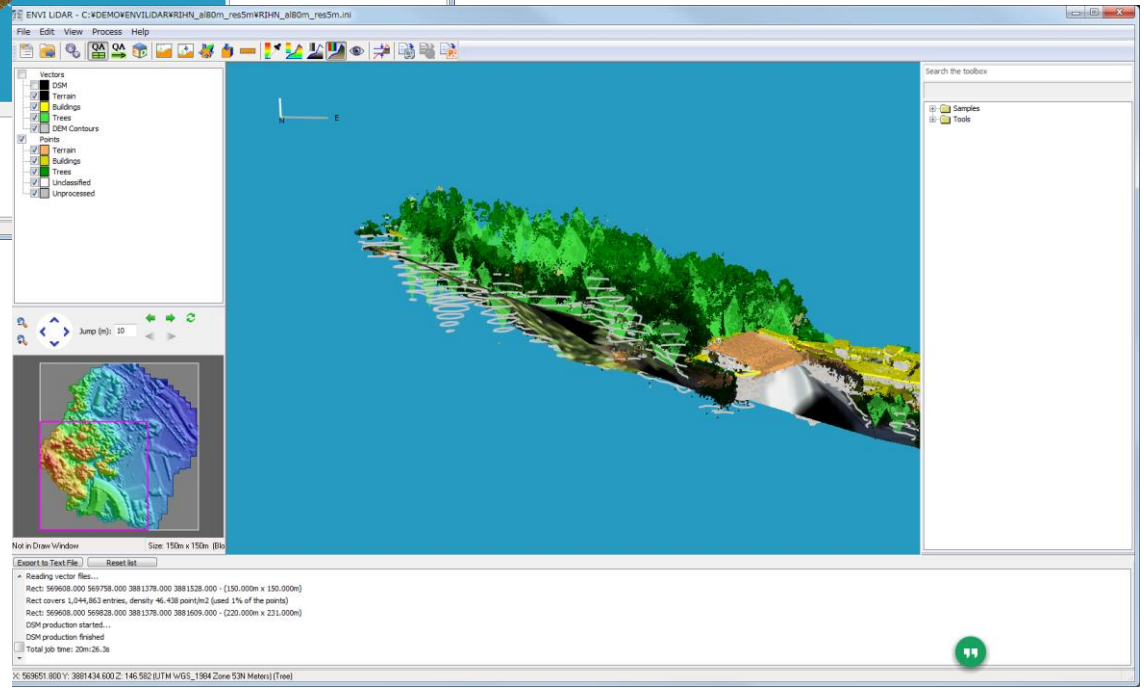 ENVI LiDAR - C:¥DEMO¥ENVILiDAR¥RIHN_al80m_res5m¥RIHN_al80m_res5m.ini
File Edit View Process Help
QA QA
Vectors
DSM
Terrain
Buildings
Trees
DEM Contours
Points
Terrain
Buildings
Trees
Unclassified
Unprocessed
N E
Search the toolbox
Samples
Tools
Jump (m): 10
Not in Draw Window Size: 150m x 150m (Blo
Export to Text File Reset list
Reading vector files...
Rect: 569608.000 569758.000 3881378.000 3881528.000 - {150.000m x 150.000m}
Rect covers 1,044,863 entries, density 46.438 point/m2 (used 1% of the points)
Rect: 569608.000 569828.000 3881378.000 3881609.000 - {220.000m x 231.000m}
DSM production started...
DSM production finished
Total job time: 20m:26.3s
X: 569651.800 Y: 3881434.600 Z: 146.582 (UTM WGS_1984 Zone 53N Meters) (Tree)